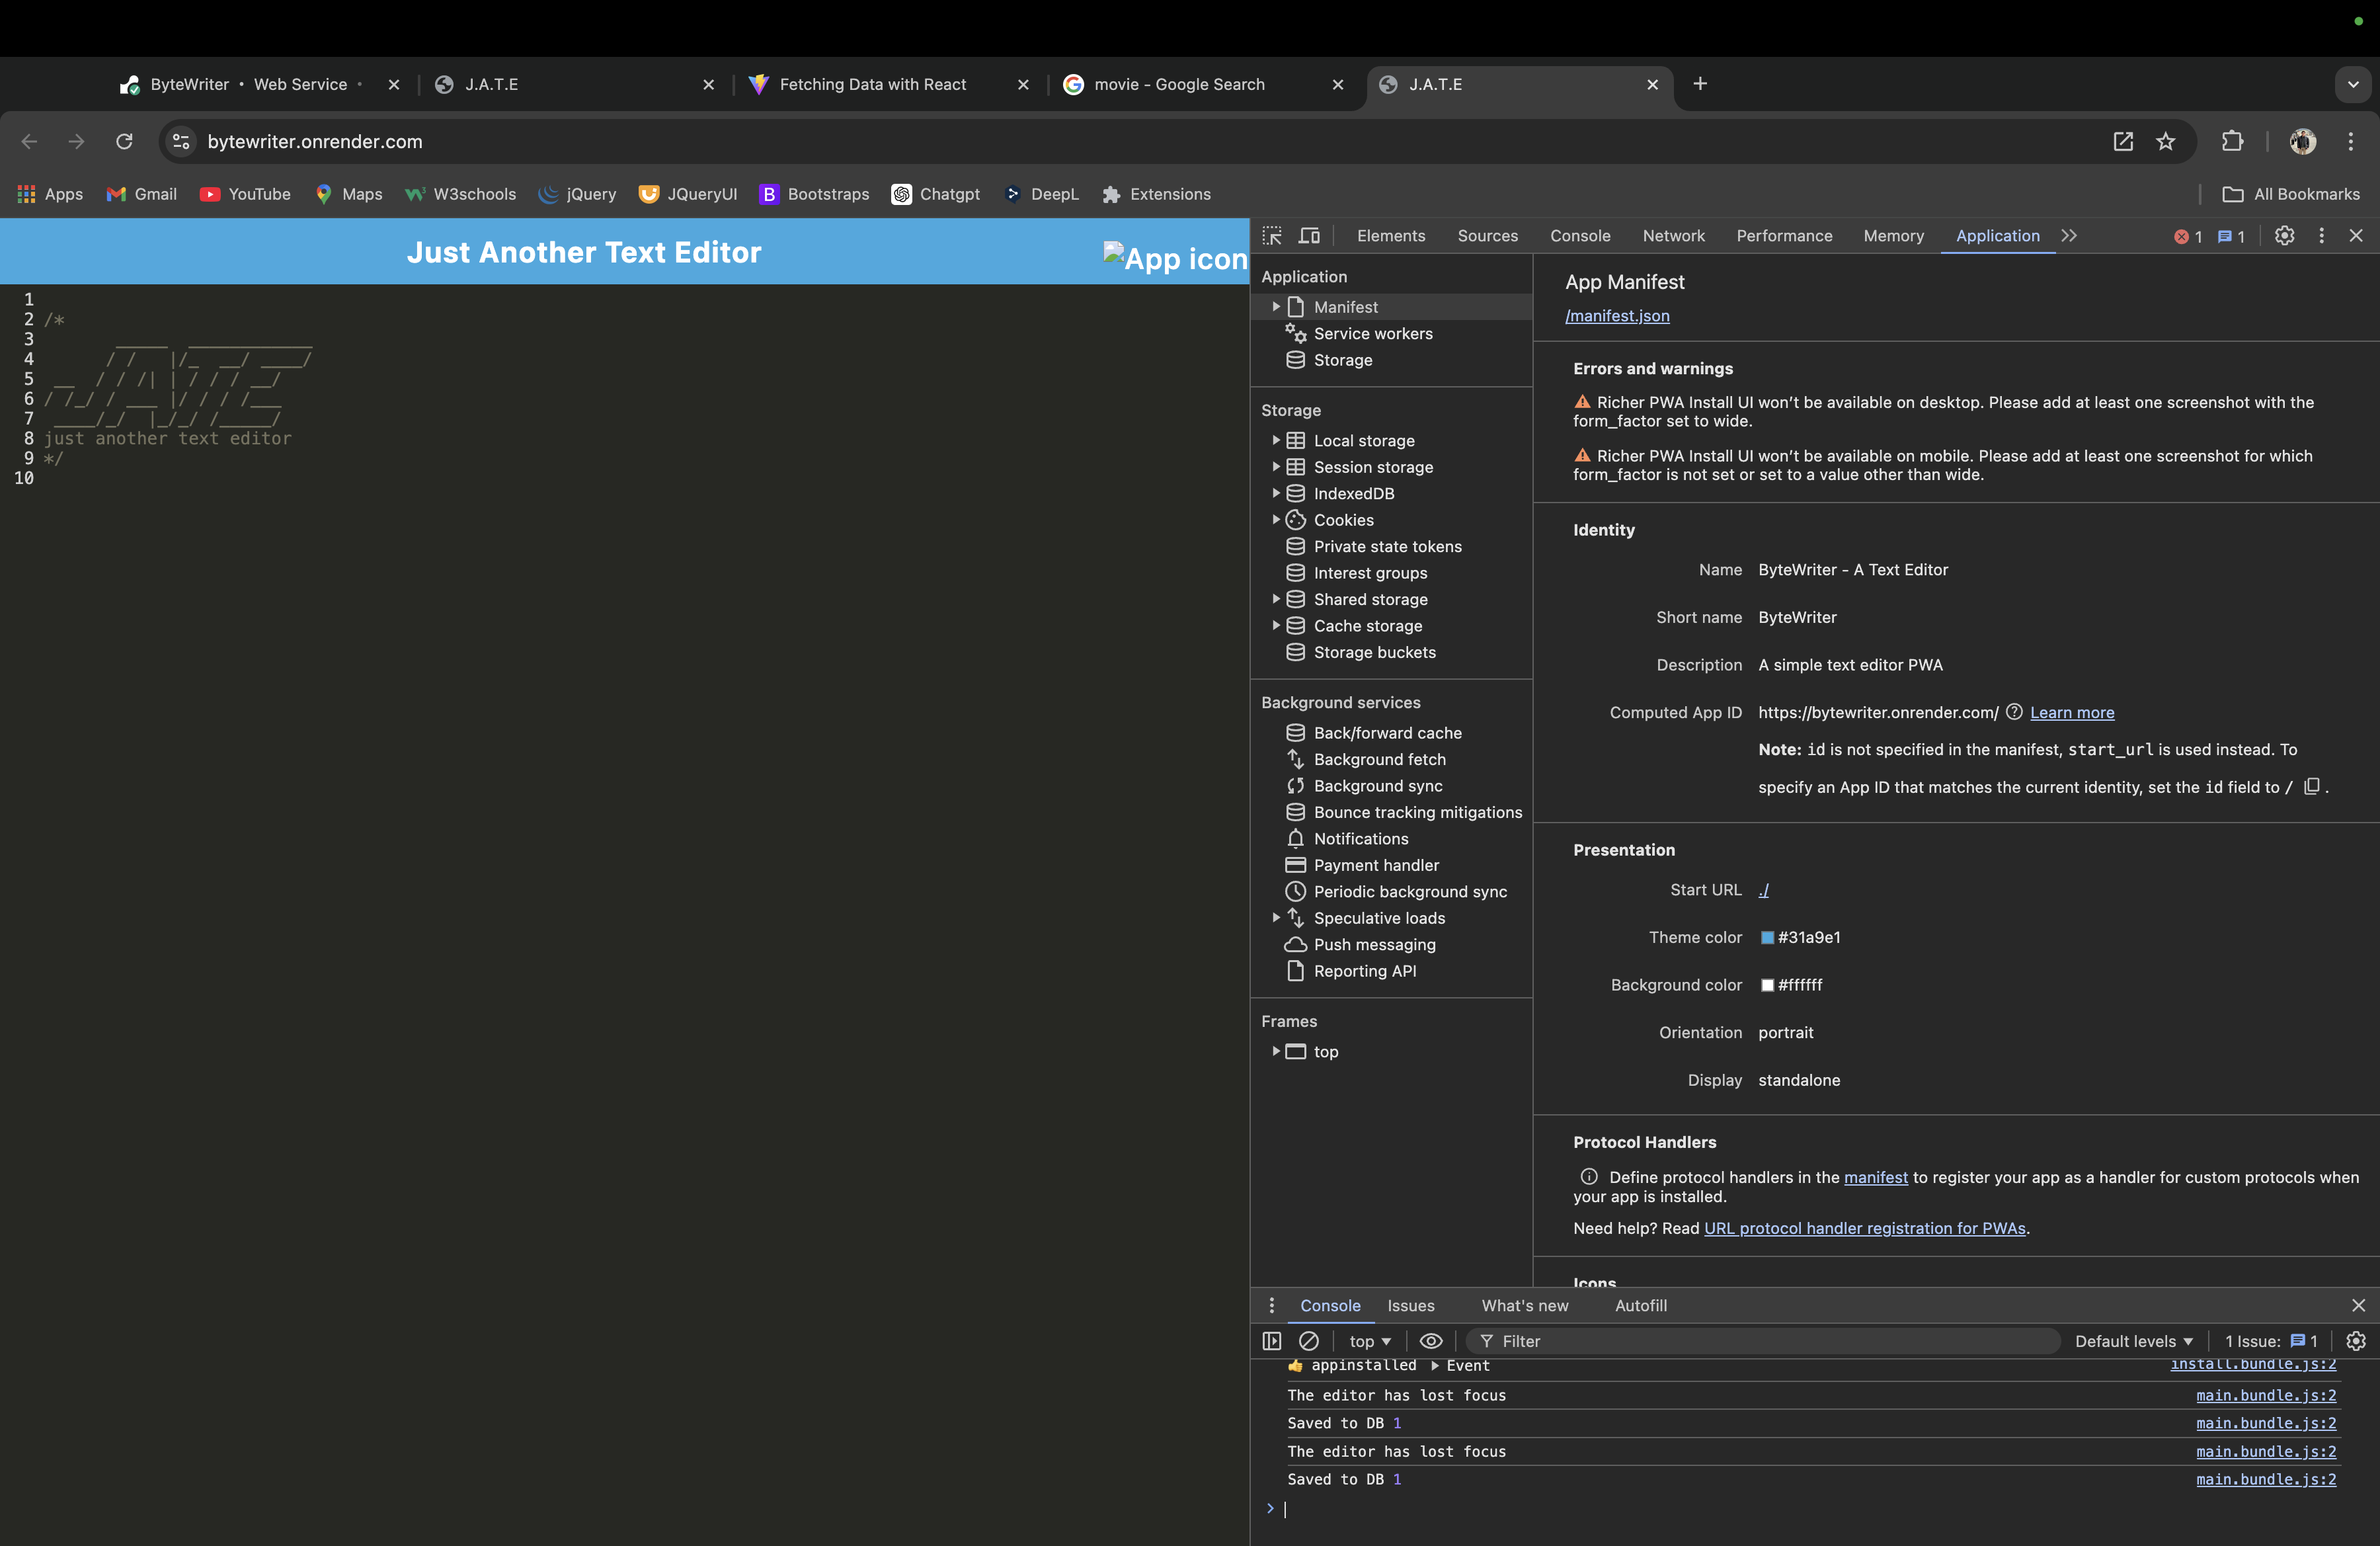 ByteWriter • Web Service •
J.A.T.E
Fetching Data with React
movie - Google Search
J.A.T.E
bytewriter.onrender.com
Apps
Gmail
YouTube
Maps
W3schools
jQuery
JQueryUI
Bootstraps
Chatgpt
DeepL
Extensions
All Bookmarks
Just Another Text Editor
App icon
1
2 /*
3
4
5
6
7
8 just another text editor
9 */
10
Elements
Sources
Console
Network
Performance
Memory
Application
1
1
Application
Manifest
Service workers
Storage
Storage
Local storage
Session storage
IndexedDB
Cookies
Private state tokens
Interest groups
Shared storage
Cache storage
Storage buckets
Background services
Back/forward cache
Background fetch
Background sync
Bounce tracking mitigations
Notifications
Payment handler
Periodic background sync
Speculative loads
Push messaging
Reporting API
Frames
top
App Manifest
/manifest.json
Errors and warnings
Richer PWA Install UI won’t be available on desktop. Please add at least one screenshot with the
form_factor set to wide.
Richer PWA Install UI won’t be available on mobile. Please add at least one screenshot for which
form_factor is not set or set to a value other than wide.
Identity
Name ByteWriter - A Text Editor
Short name ByteWriter
Description A simple text editor PWA
Computed App ID https://bytewriter.onrender.com/ Learn more
Note: id is not specified in the manifest, start_url is used instead. To
specify an App ID that matches the current identity, set the id field to / .
Presentation
Start URL ./
Theme color #31a9e1
Background color #ffffff
Orientation portrait
Display standalone
Protocol Handlers
Define protocol handlers in the manifest to register your app as a handler for custom protocols when
your app is installed.
Need help? Read URL protocol handler registration for PWAs.
Icons
Console
Issues
What's new
Autofill
top
Filter
Default levels
1 Issue: 1
👍 appinstalled Event install.bundle.js:2
The editor has lost focus main.bundle.js:2
Saved to DB 1 main.bundle.js:2
The editor has lost focus main.bundle.js:2
Saved to DB 1 main.bundle.js:2